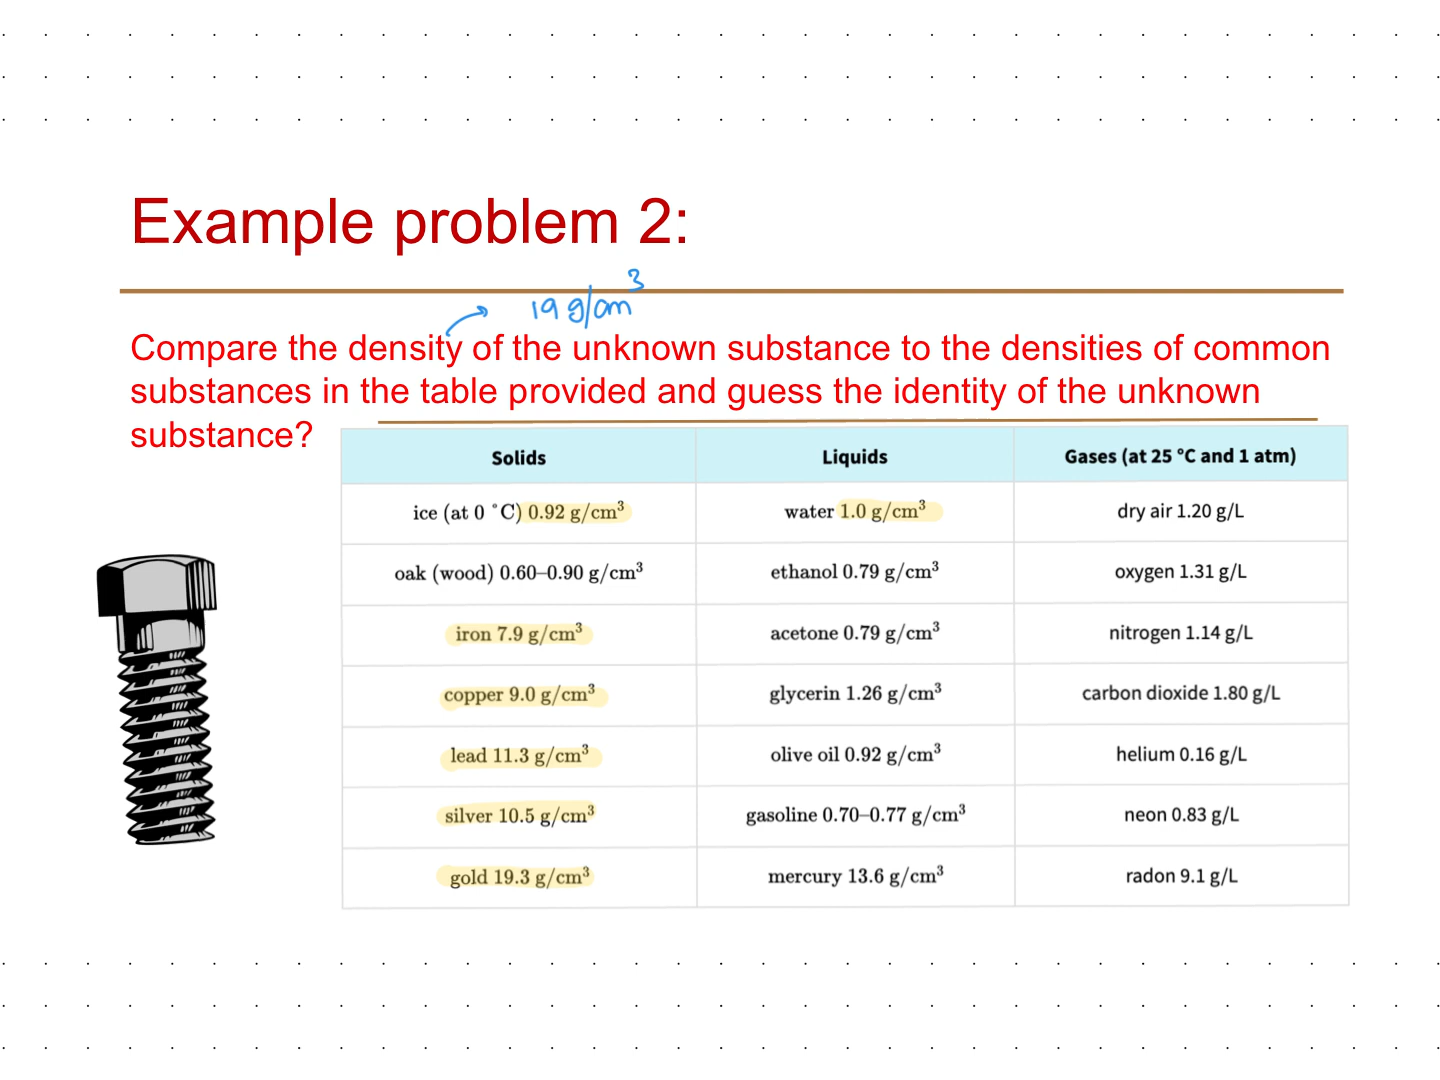 Example problem 2:
19 g/cm³
Compare the density of the unknown substance to the densities of common
substances in the table provided and guess the identity of the unknown
substance?
Solids Liquids Gases (at 25 °C and 1 atm)
ice (at 0 °C) 0.92 g/cm³ water 1.0 g/cm³ dry air 1.20 g/L
oak (wood) 0.60–0.90 g/cm³ ethanol 0.79 g/cm³ oxygen 1.31 g/L
iron 7.9 g/cm³ acetone 0.79 g/cm³ nitrogen 1.14 g/L
copper 9.0 g/cm³ glycerin 1.26 g/cm³ carbon dioxide 1.80 g/L
lead 11.3 g/cm³ olive oil 0.92 g/cm³ helium 0.16 g/L
silver 10.5 g/cm³ gasoline 0.70–0.77 g/cm³ neon 0.83 g/L
gold 19.3 g/cm³ mercury 13.6 g/cm³ radon 9.1 g/L